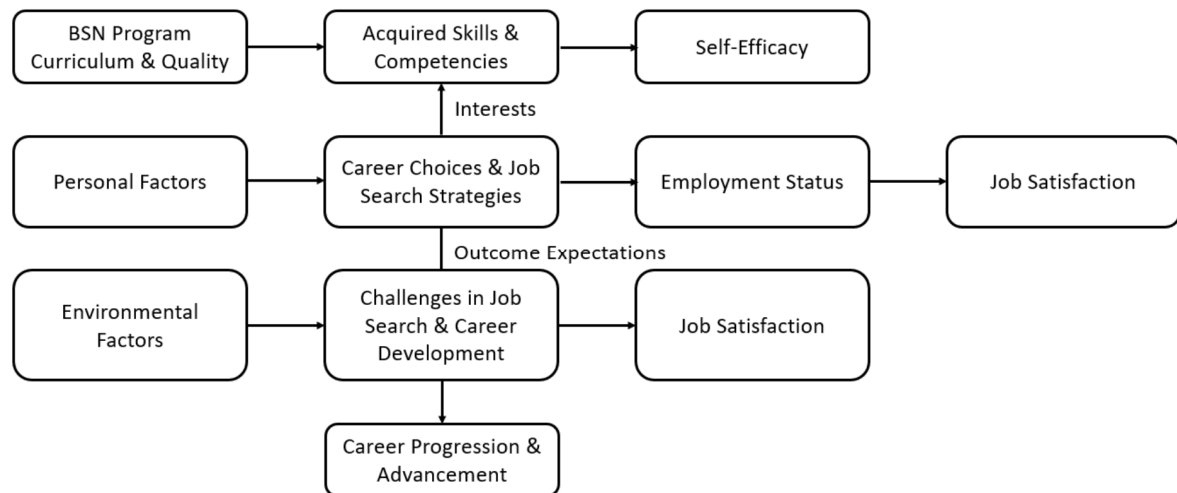 BSN Program
Curriculum & Quality
Acquired Skills &
Competencies
Self-Efficacy
Interests
Personal Factors
Career Choices & Job
Search Strategies
Employment Status
Job Satisfaction
Outcome Expectations
Environmental
Factors
Challenges in Job
Search & Career
Development
Job Satisfaction
Career Progression &
Advancement